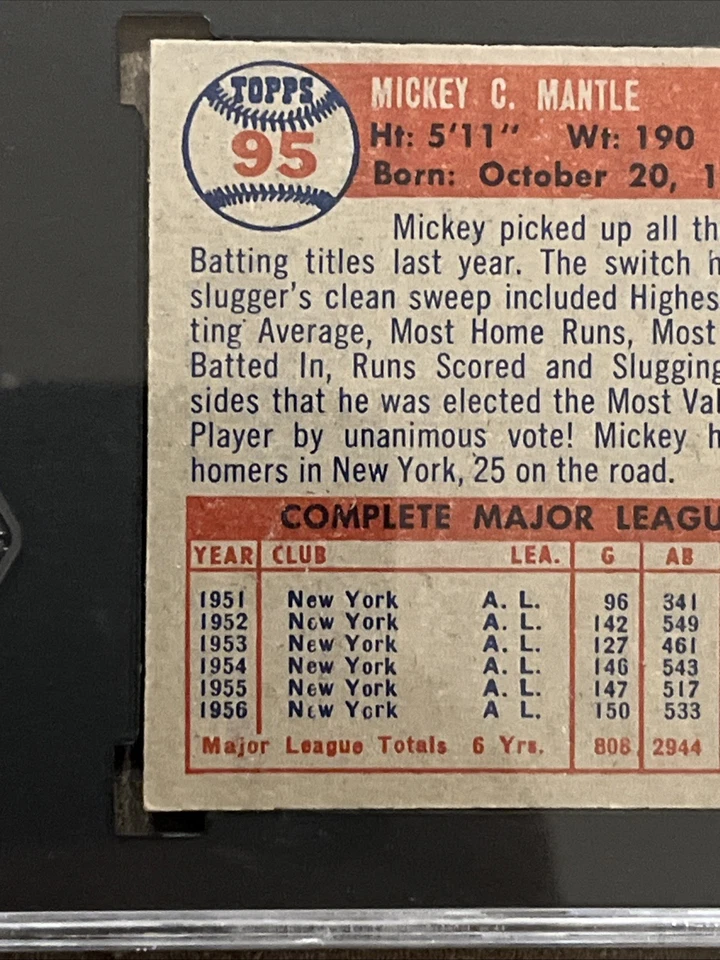 TOPPS
95
MICKEY C. MANTLE
Ht: 5'11" Wt: 190
Born: October 20, 1
Mickey picked up all th
Batting titles last year. The switch h
slugger's clean sweep included Highes
ting Average, Most Home Runs, Most
Batted In, Runs Scored and Slugging
sides that he was elected the Most Val
Player by unanimous vote! Mickey h
homers in New York, 25 on the road.
COMPLETE MAJOR LEAGU
YEAR CLUB LEA. G AB
1951 New York A. L. 96 341
1952 New York A. L. 142 549
1953 New York A. L. 127 461
1954 New York A. L. 146 543
1955 New York A. L. 147 517
1956 New York A L. 150 533
Major League Totals 6 Yrs. 808 2944